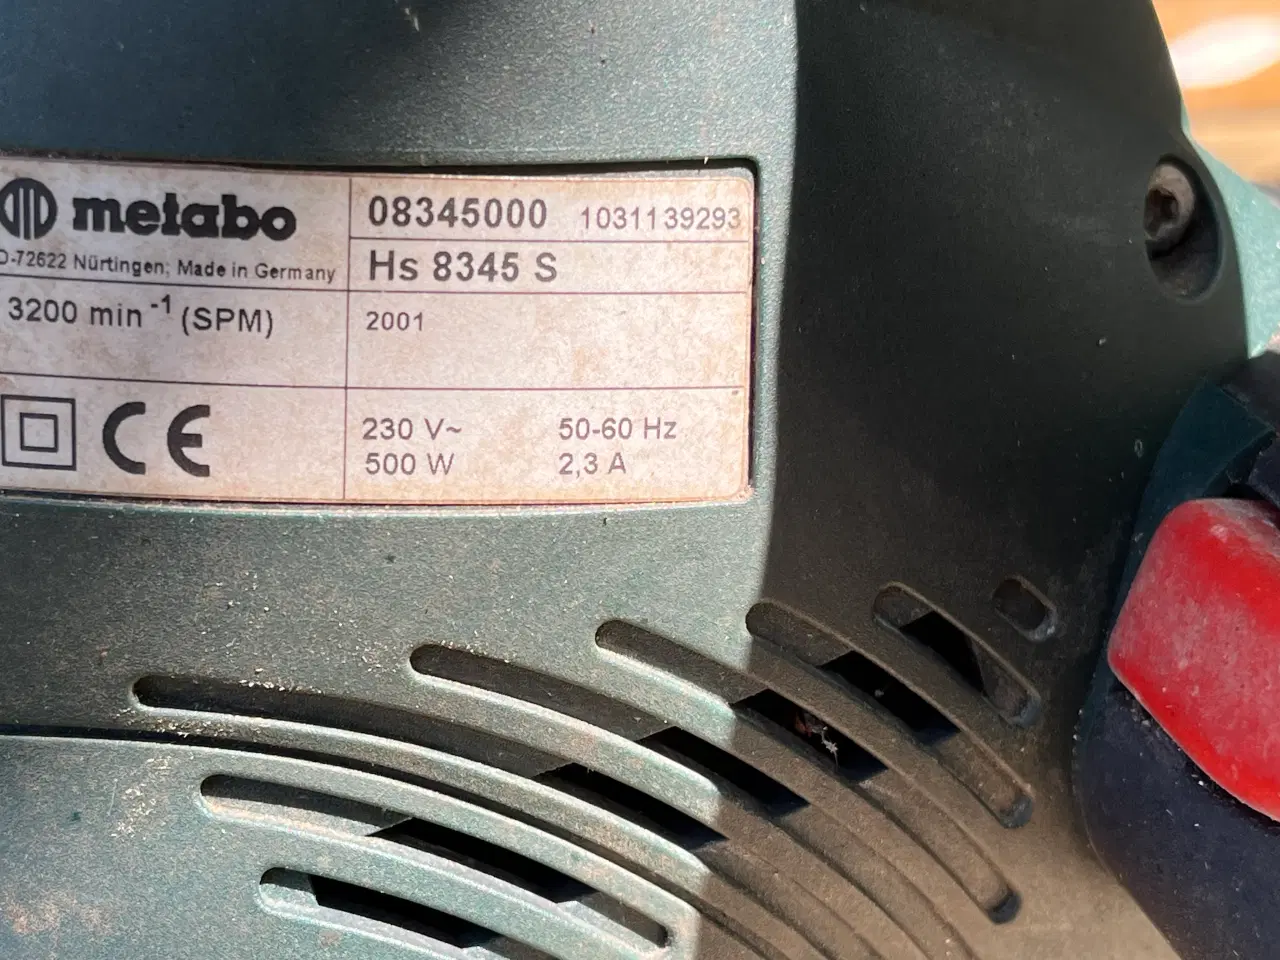 metabo
D-72622 Nürtingen; Made in Germany
3200 min⁻¹ (SPM)
CE
08345000 1031139293
Hs 8345 S
2001
230 V~ 50-60 Hz
500 W 2,3 A